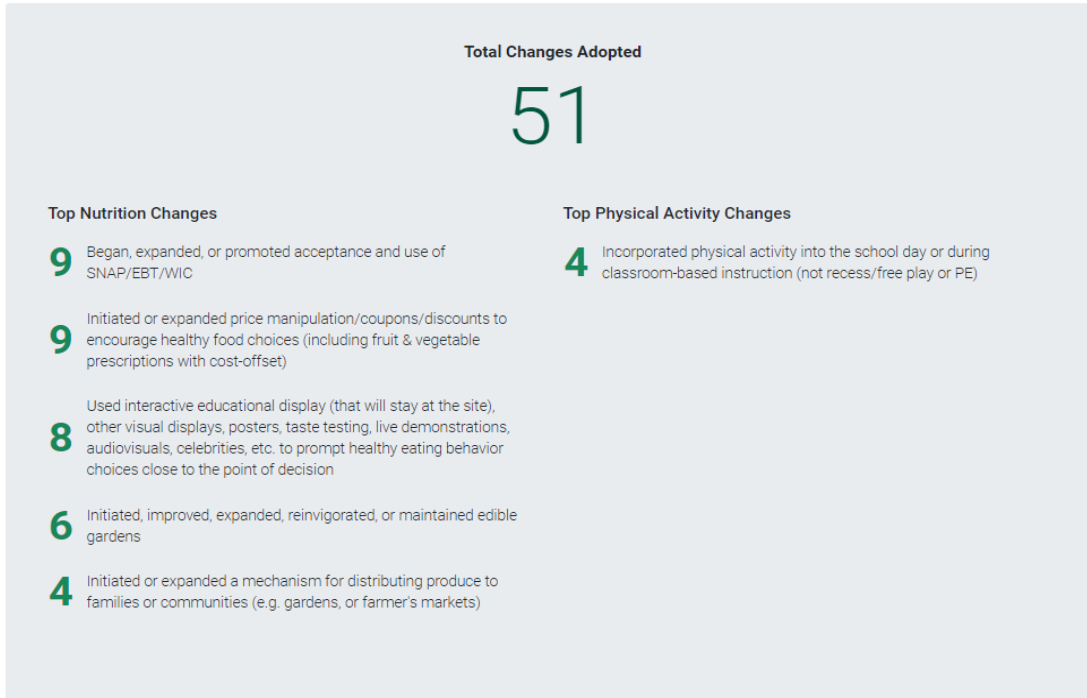 Total Changes Adopted
51
Top Nutrition Changes
9
Began, expanded, or promoted acceptance and use of
SNAP/EBT/WIC
9
Initiated or expanded price manipulation/coupons/discounts to
encourage healthy food choices (including fruit & vegetable
prescriptions with cost-offset)
8
Used interactive educational display (that will stay at the site),
other visual displays, posters, taste testing, live demonstrations,
audiovisuals, celebrities, etc. to prompt healthy eating behavior
choices close to the point of decision
6
Initiated, improved, expanded, reinvigorated, or maintained edible
gardens
4
Initiated or expanded a mechanism for distributing produce to
families or communities (e.g. gardens, or farmer's markets)
Top Physical Activity Changes
4
Incorporated physical activity into the school day or during
classroom-based instruction (not recess/free play or PE)